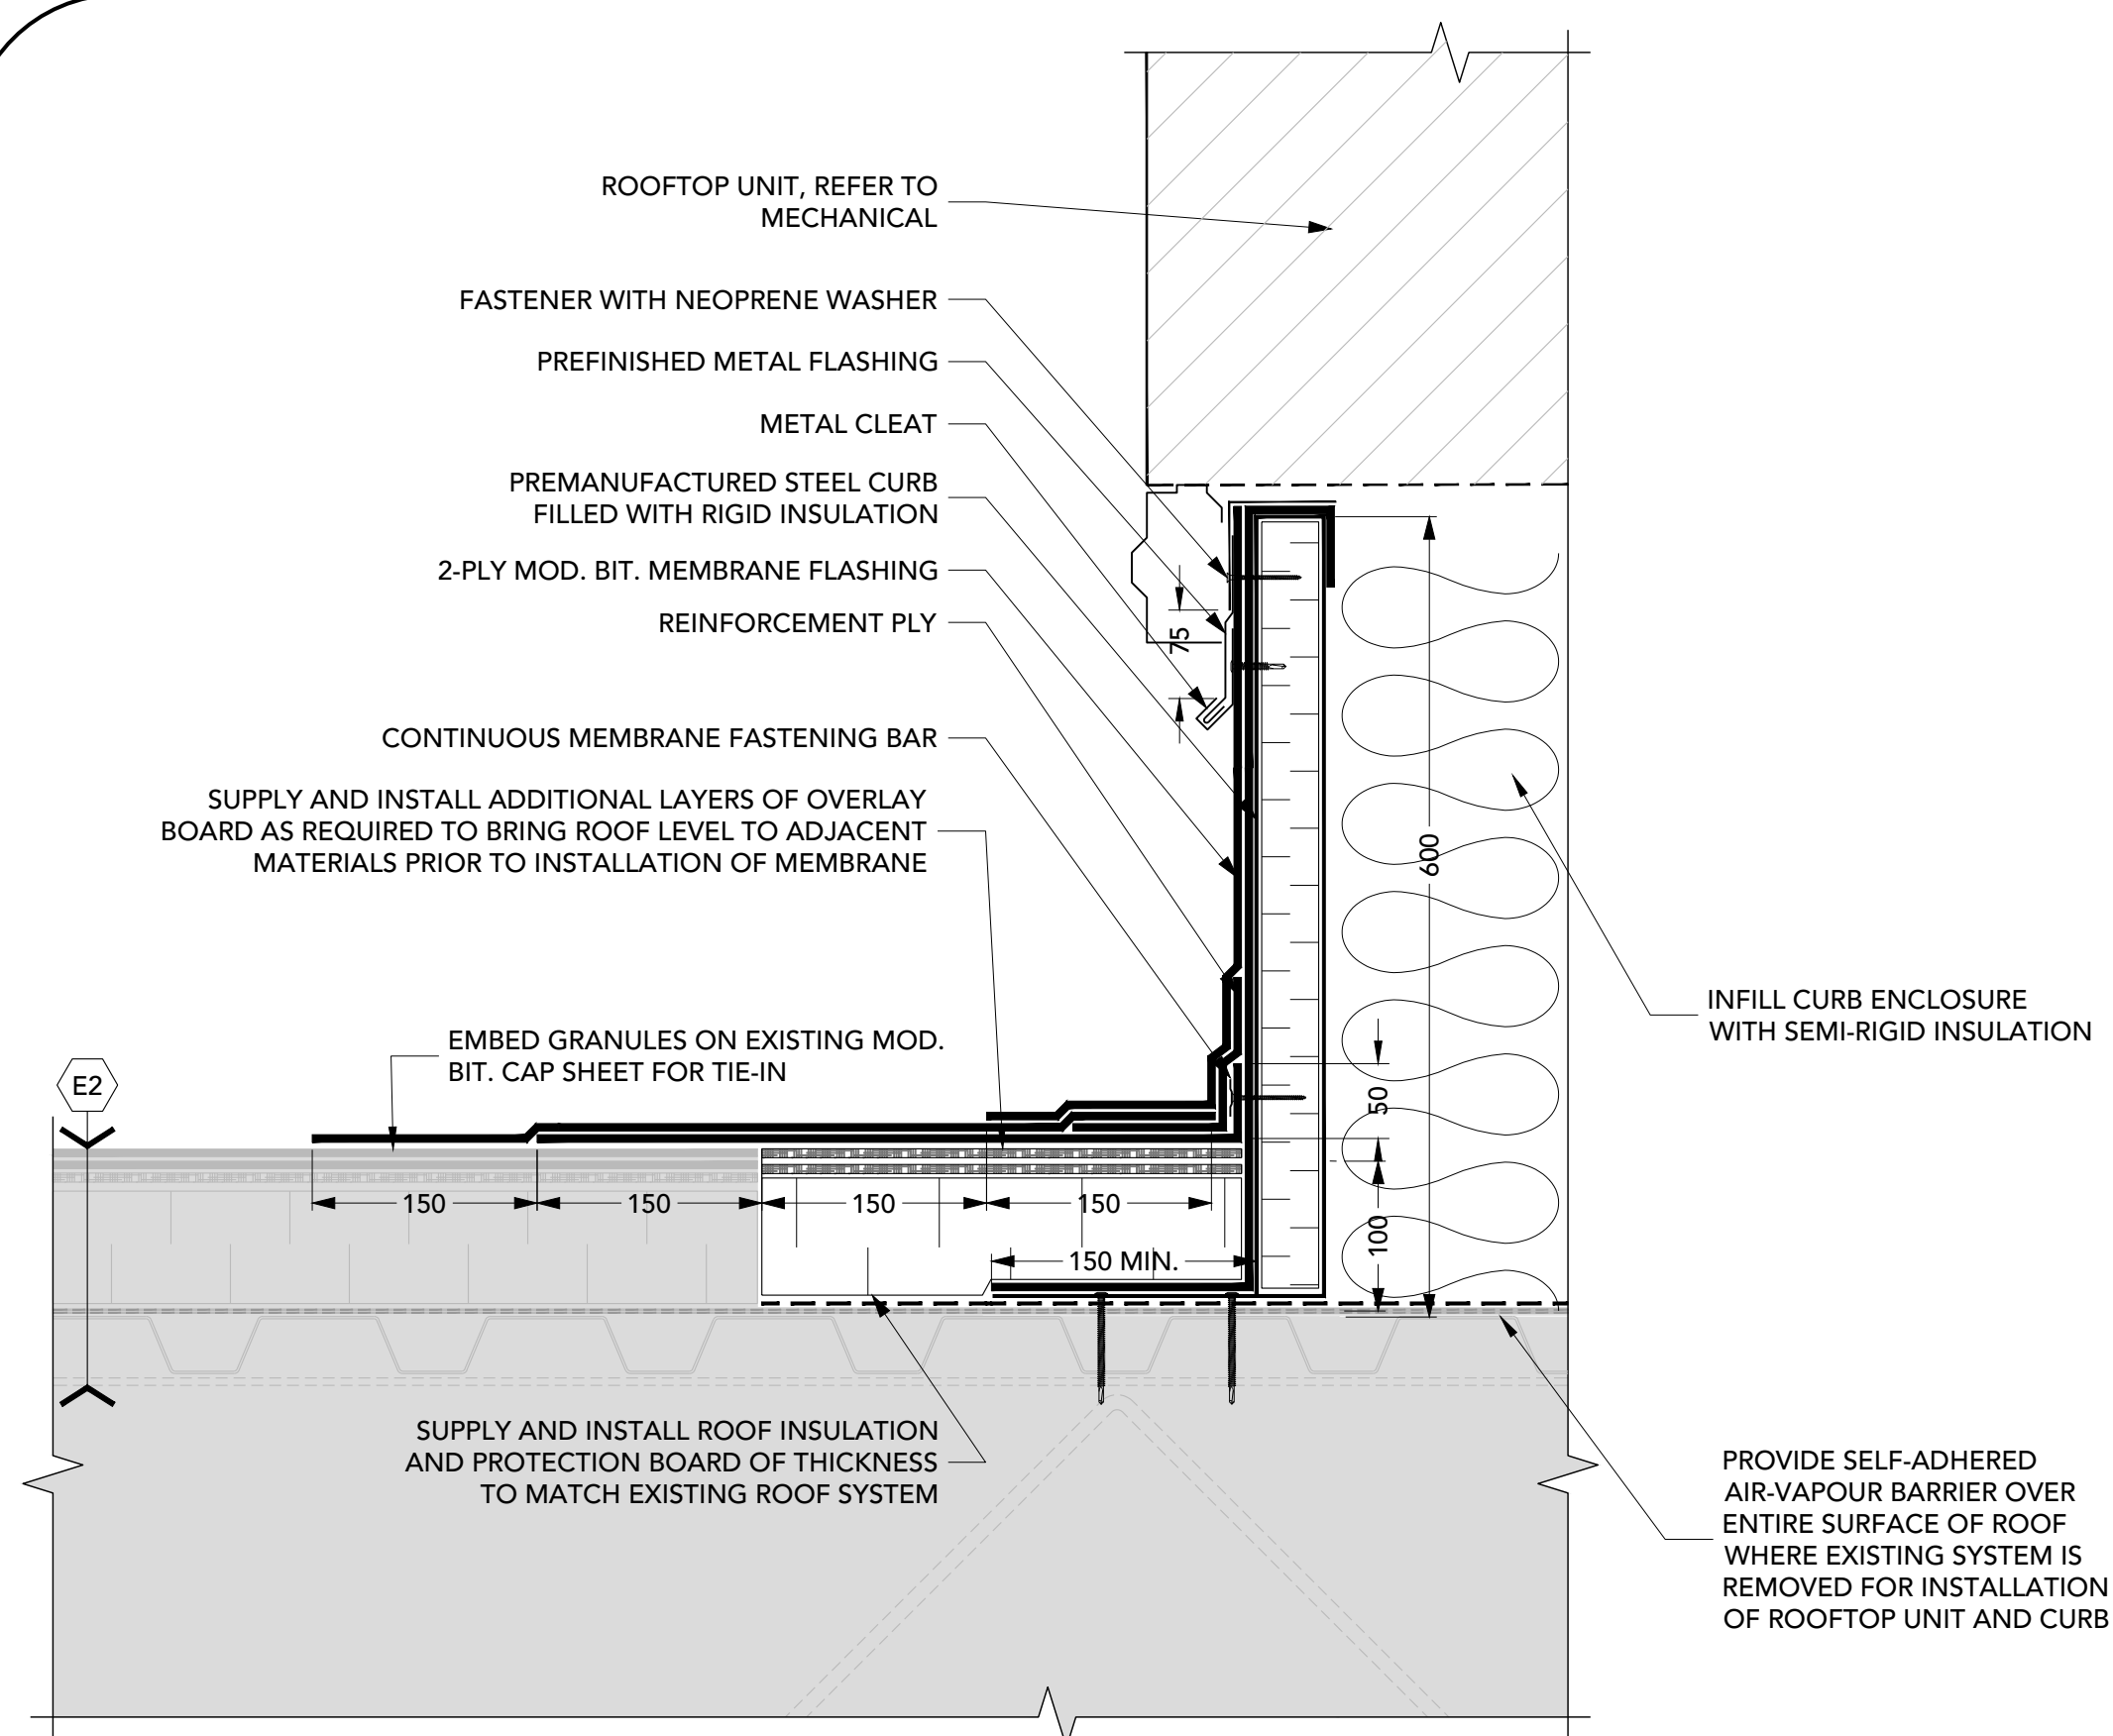 ROOFTOP UNIT, REFER TO
MECHANICAL
FASTENER WITH NEOPRENE WASHER
PREFINISHED METAL FLASHING
METAL CLEAT
PREMANUFACTURED STEEL CURB
FILLED WITH RIGID INSULATION
2-PLY MOD. BIT. MEMBRANE FLASHING
REINFORCEMENT PLY
75
CONTINUOUS MEMBRANE FASTENING BAR
SUPPLY AND INSTALL ADDITIONAL LAYERS OF OVERLAY
BOARD AS REQUIRED TO BRING ROOF LEVEL TO ADJACENT
MATERIALS PRIOR TO INSTALLATION OF MEMBRANE
600
INFILL CURB ENCLOSURE
WITH SEMI-RIGID INSULATION
EMBED GRANULES ON EXISTING MOD.
BIT. CAP SHEET FOR TIE-IN
E2
50
150
150
150
150
100
150 MIN.
SUPPLY AND INSTALL ROOF INSULATION
AND PROTECTION BOARD OF THICKNESS
TO MATCH EXISTING ROOF SYSTEM
PROVIDE SELF-ADHERED
AIR-VAPOUR BARRIER OVER
ENTIRE SURFACE OF ROOF
WHERE EXISTING SYSTEM IS
REMOVED FOR INSTALLATION
OF ROOFTOP UNIT AND CURB